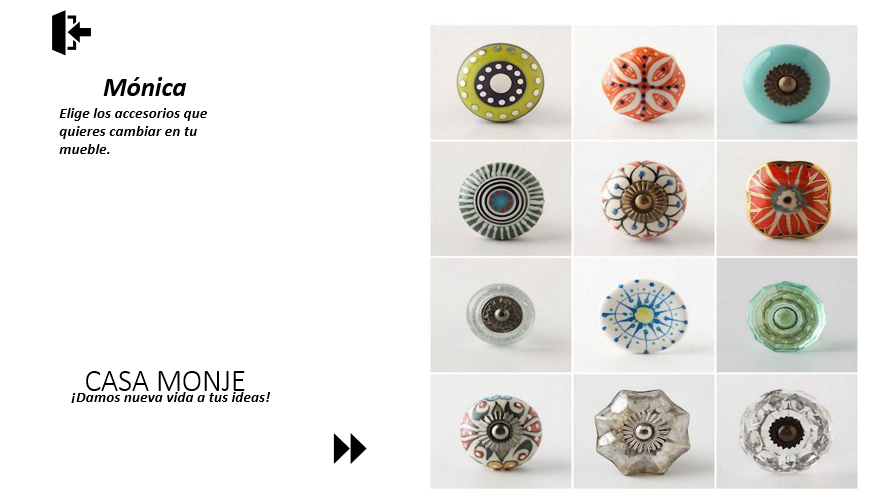 Mónica
Elige los accesorios que
quieres cambiar en tu
mueble.
CASA MONJE
¡Damos nueva vida a tus ideas!